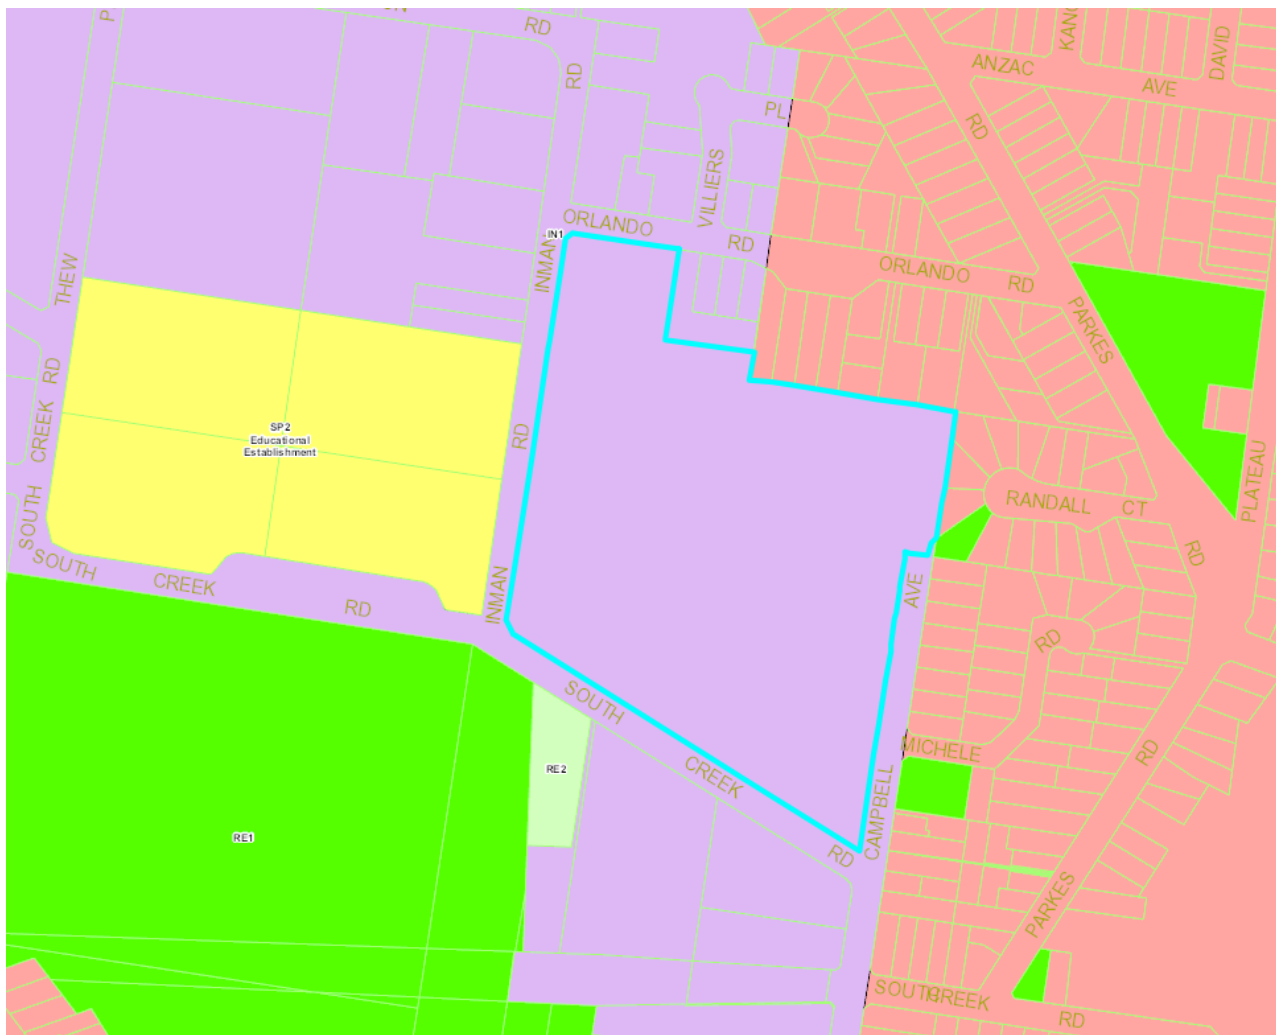 RD
KANG
DAVID
ANZAC
AVE
RD
PL
RD
VILLIERS
ORLANDO
RD
IN1
INMAN
THEW
ORLANDO
RD
PARKES
RD
CREEK
SOUTH
RD
SP2
Educational
Establishment
PLATEAU
RANDALL
CT
RD
SOUTH
CREEK
RD
INMAN
AVE
RD
SOUTH
RE2
CREEK
MICHELE
RD
CAMPBELL
RD
RE1
PARKES
SOUTH
CREEK
RD